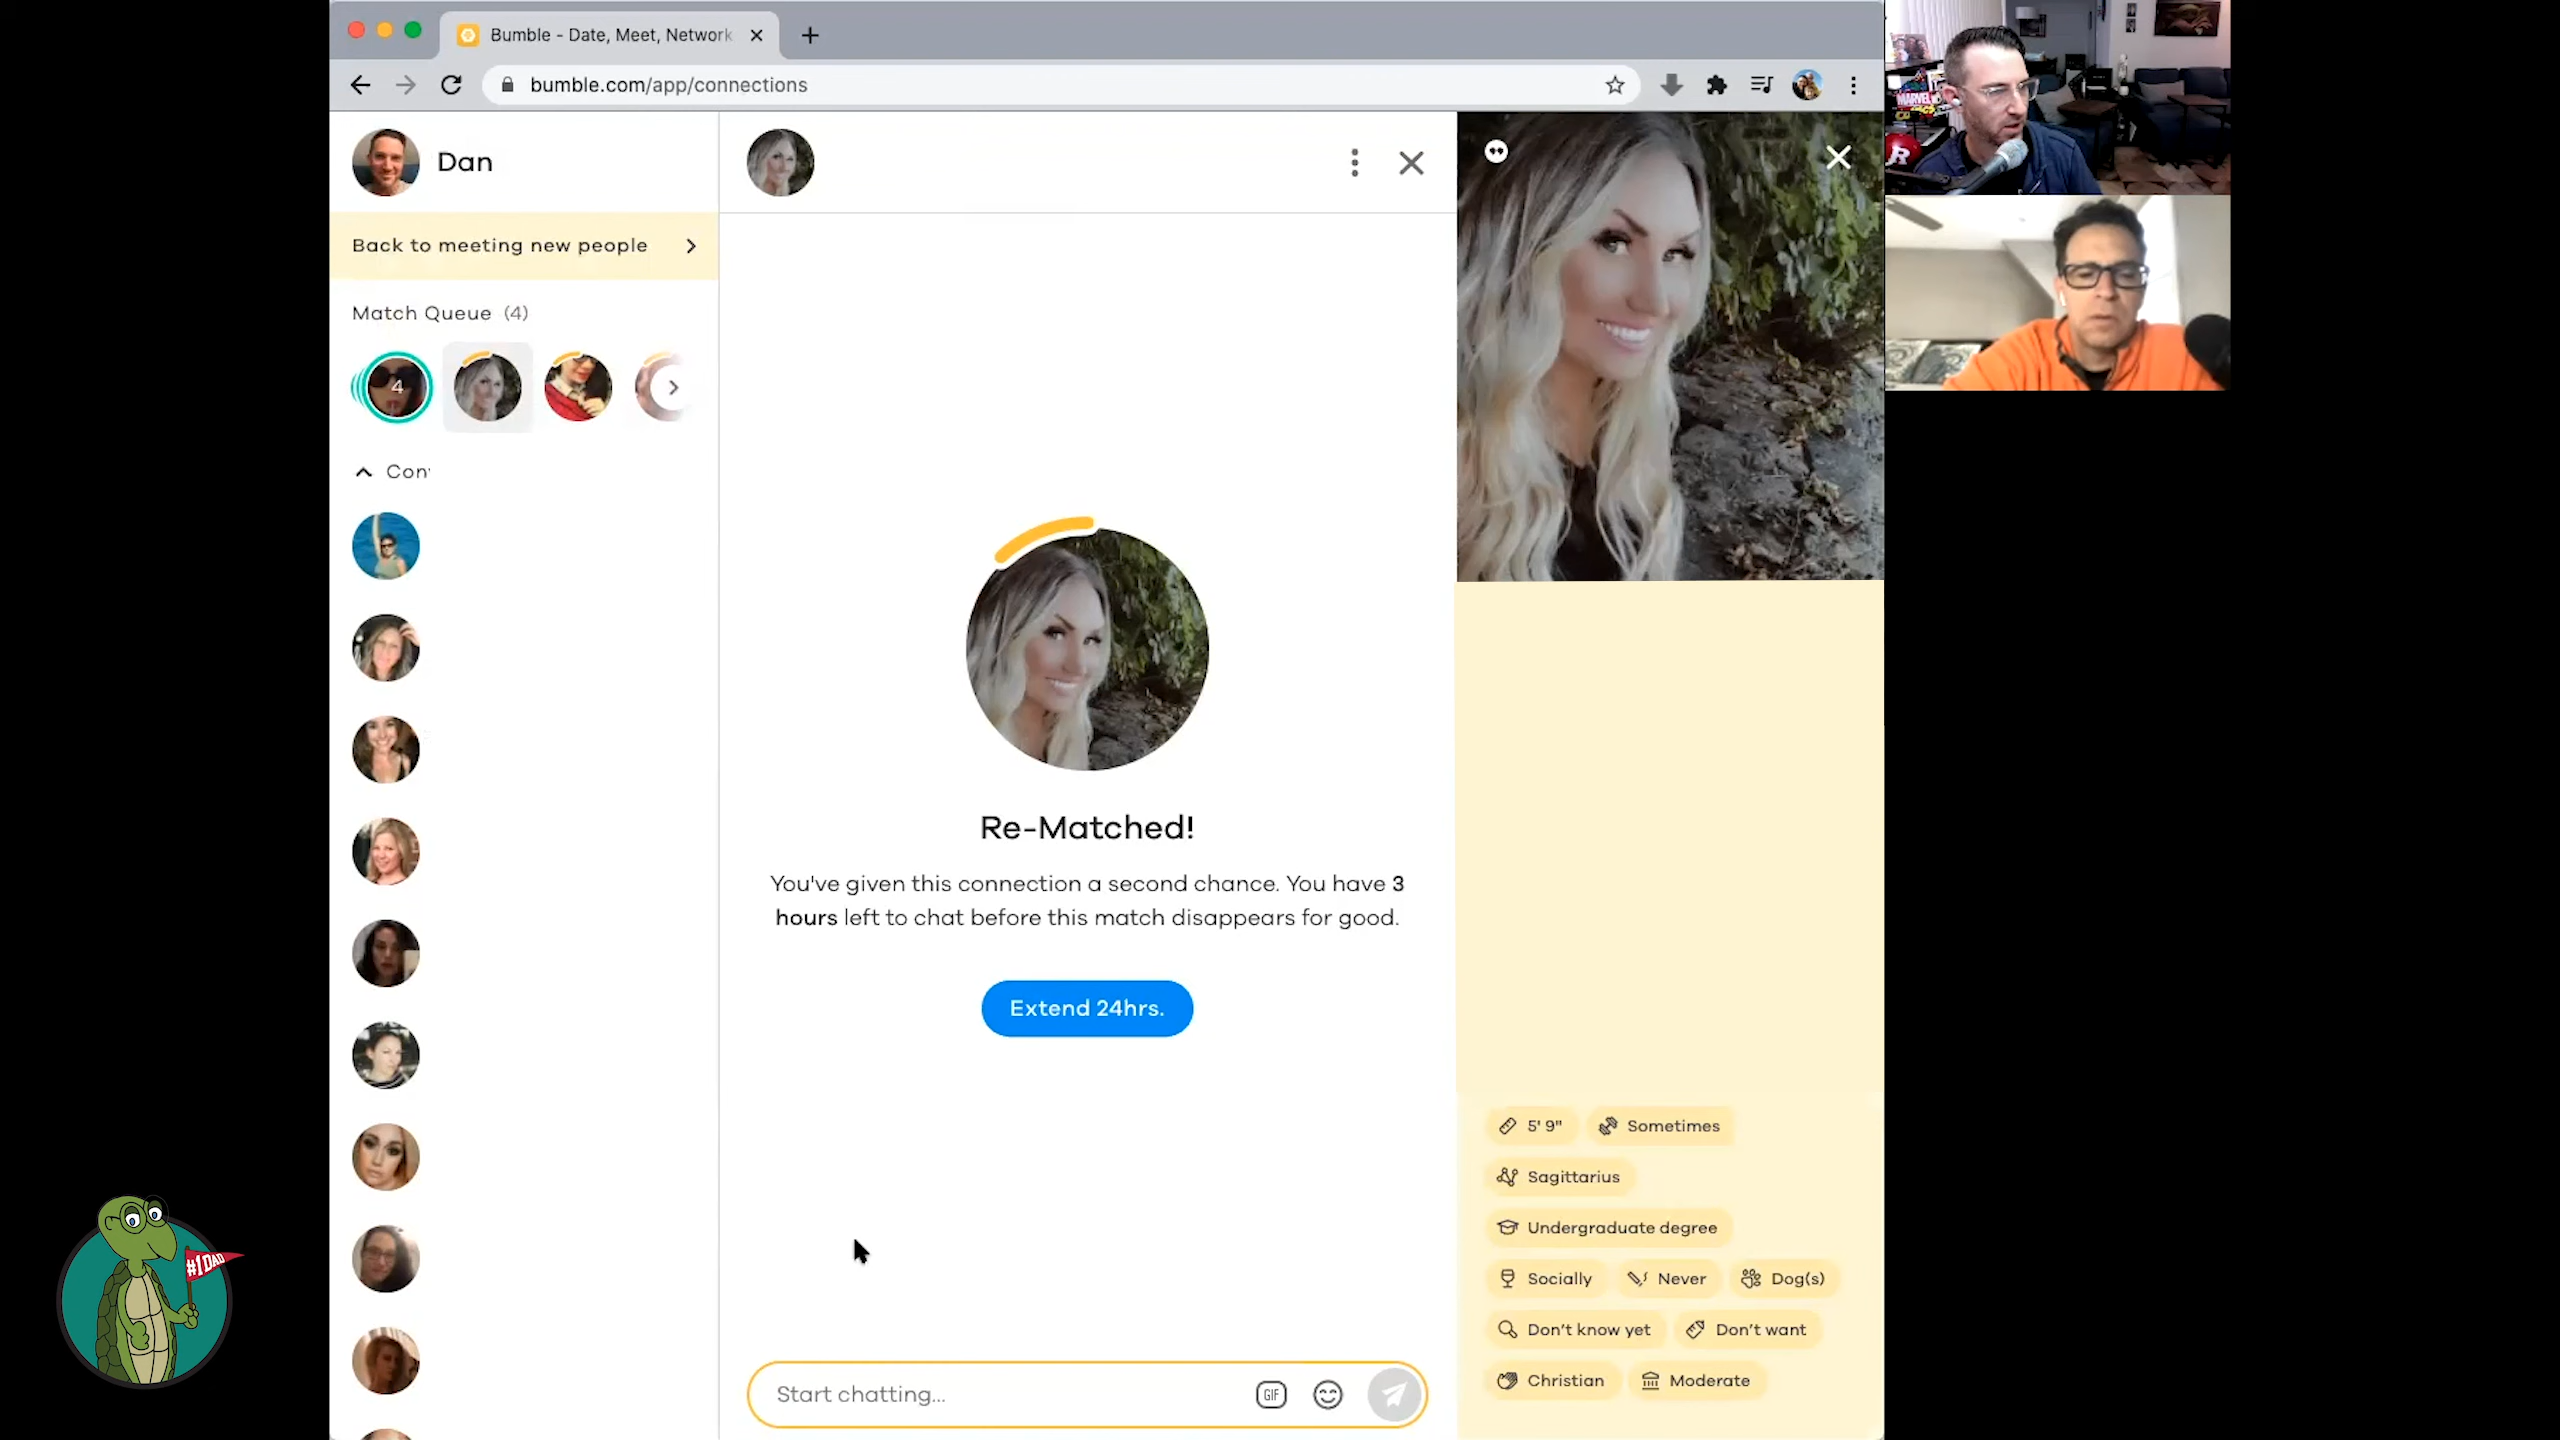 Bumble - Date, Meet, Network
bumble.com/app/connections
Dan
Back to meeting new people
Match Queue (4)
4
Con
Re-Matched!
You've given this connection a second chance. You have 3
hours left to chat before this match disappears for good.
Extend 24hrs.
Start chatting...
GIF
5' 9"
Sometimes
Sagittarius
Undergraduate degree
Socially
Never
Dog(s)
Don't know yet
Don't want
Christian
Moderate
MARVEL
R
#1 DAD